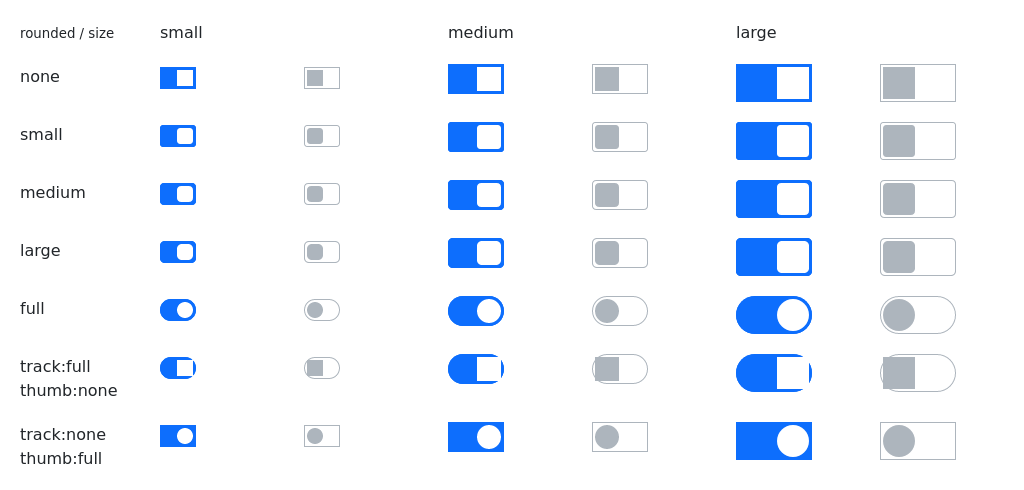 rounded / size small medium large
none
small
medium
large
full
track:full
thumb:none
track:none
thumb:full